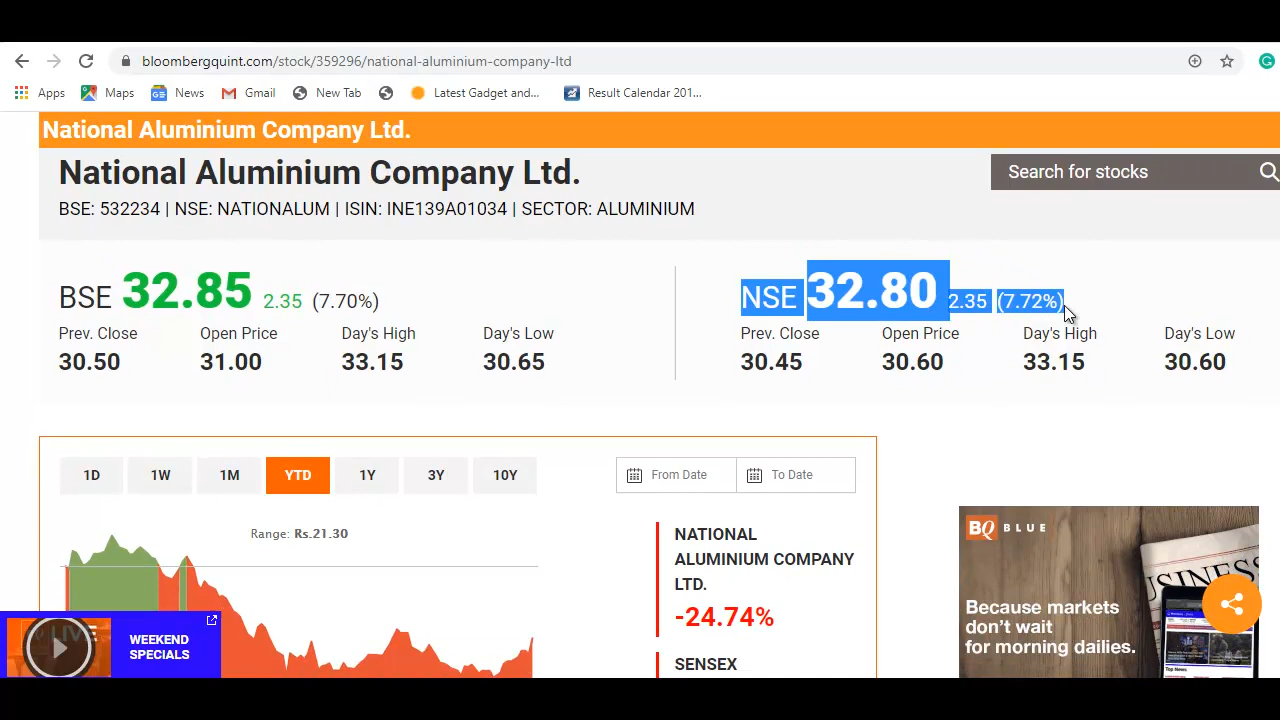 bloombergquint.com/stock/359296/national-aluminium-company-ltd
Apps Maps News Gmail New Tab Latest Gadget and... Result Calendar 201...
National Aluminium Company Ltd.
National Aluminium Company Ltd.
Search for stocks
BSE: 532234 | NSE: NATIONALUM | ISIN: INE139A01034 | SECTOR: ALUMINIUM
BSE 32.85 2.35 (7.70%)
Prev. Close Open Price Day's High Day's Low
30.50 31.00 33.15 30.65
NSE 32.80 2.35 (7.72%)
Prev. Close Open Price Day's High Day's Low
30.45 30.60 33.15 30.60
1D 1W 1M YTD 1Y 3Y 10Y
From Date To Date
Range: Rs.21.30
NATIONAL
ALUMINIUM COMPANY
LTD.
-24.74%
SENSEX
LIVE
WEEKEND
SPECIALS
BQ BLUE
BUSINESS
Because markets
don't wait
for morning dailies.
Top News